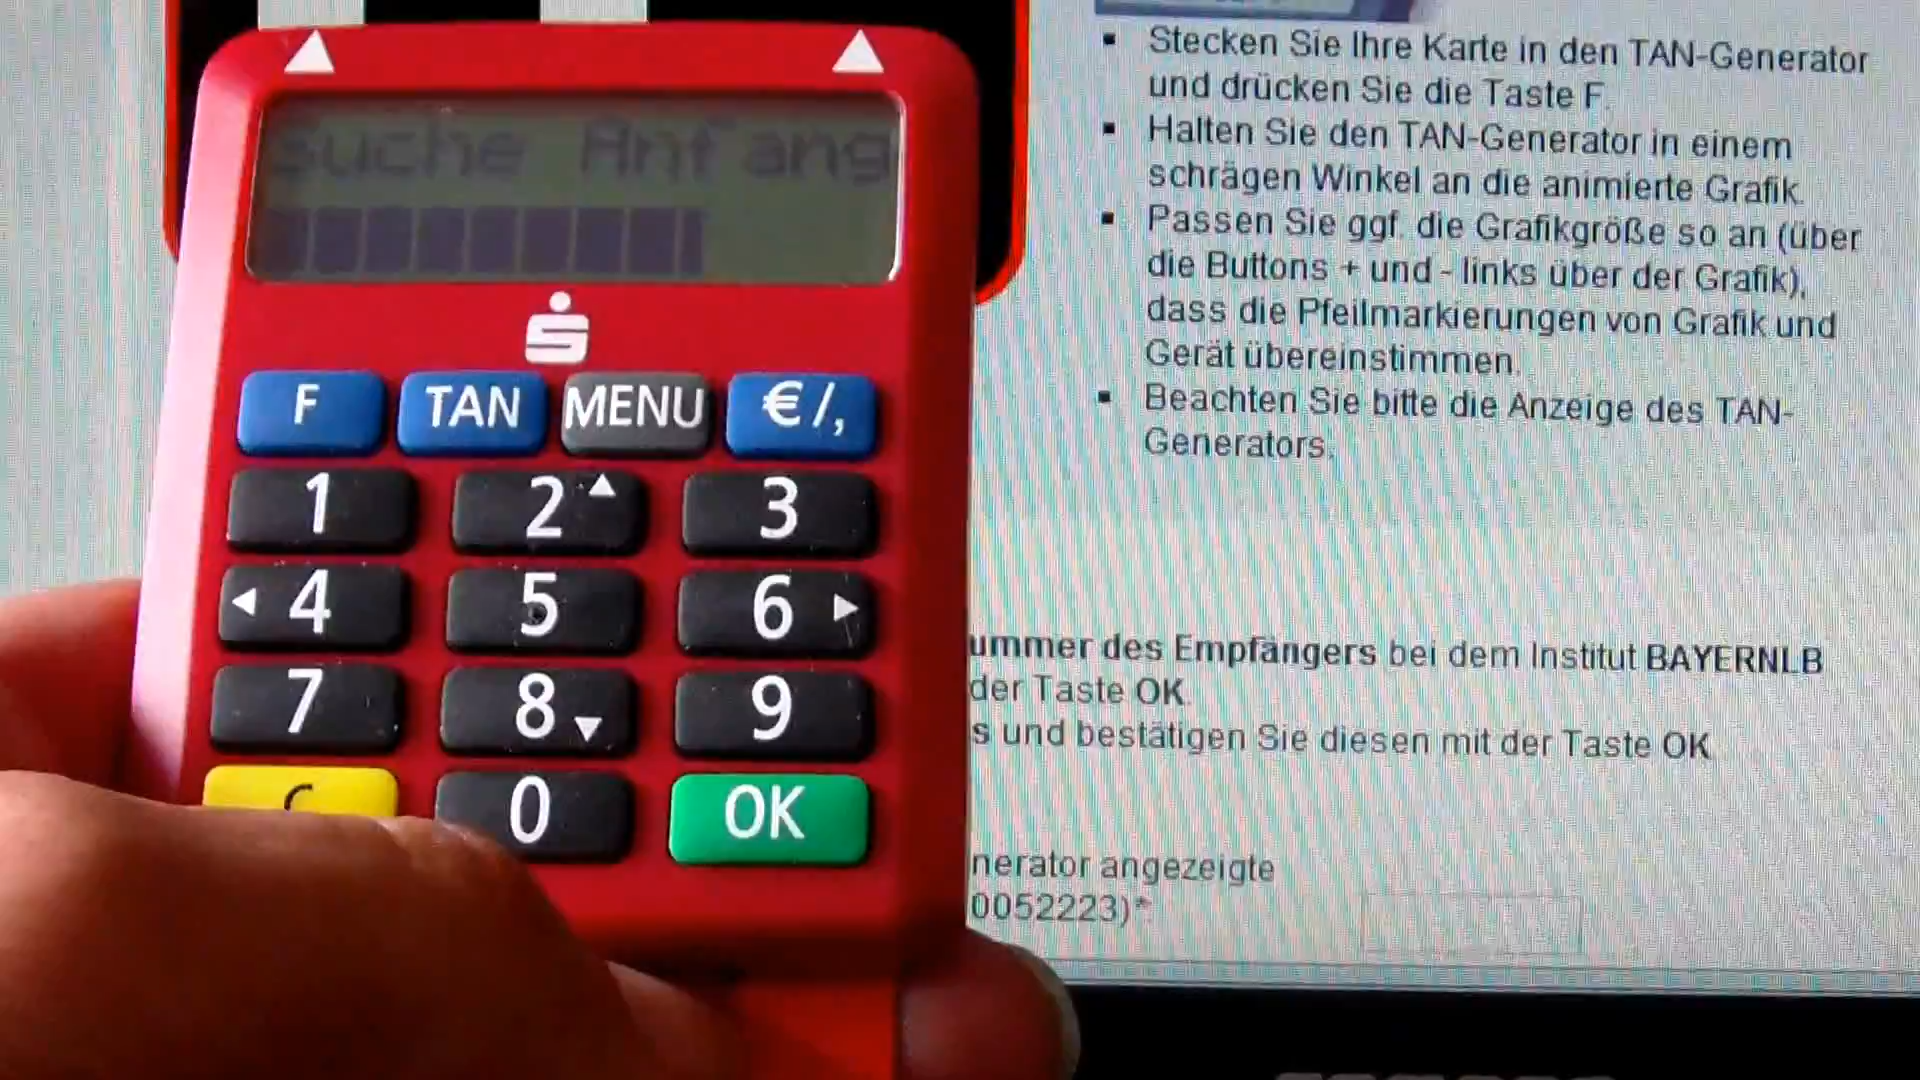 suche Anfang
F TAN MENU €/,
1 2 3
4 5 6
7 8 9
0 OK
Stecken Sie Ihre Karte in den TAN-Generator
und drücken Sie die Taste F.
Halten Sie den TAN-Generator in einem
schrägen Winkel an die animierte Grafik.
Passen Sie ggf. die Grafikgröße so an (über
die Buttons + und - links über der Grafik),
dass die Pfeilmarkierungen von Grafik und
Gerät übereinstimmen.
Beachten Sie bitte die Anzeige des TAN-
Generators.
ummer des Empfängers bei dem Institut BAYERNLB
der Taste OK.
s und bestätigen Sie diesen mit der Taste OK
nerator angezeigte
0052223)*